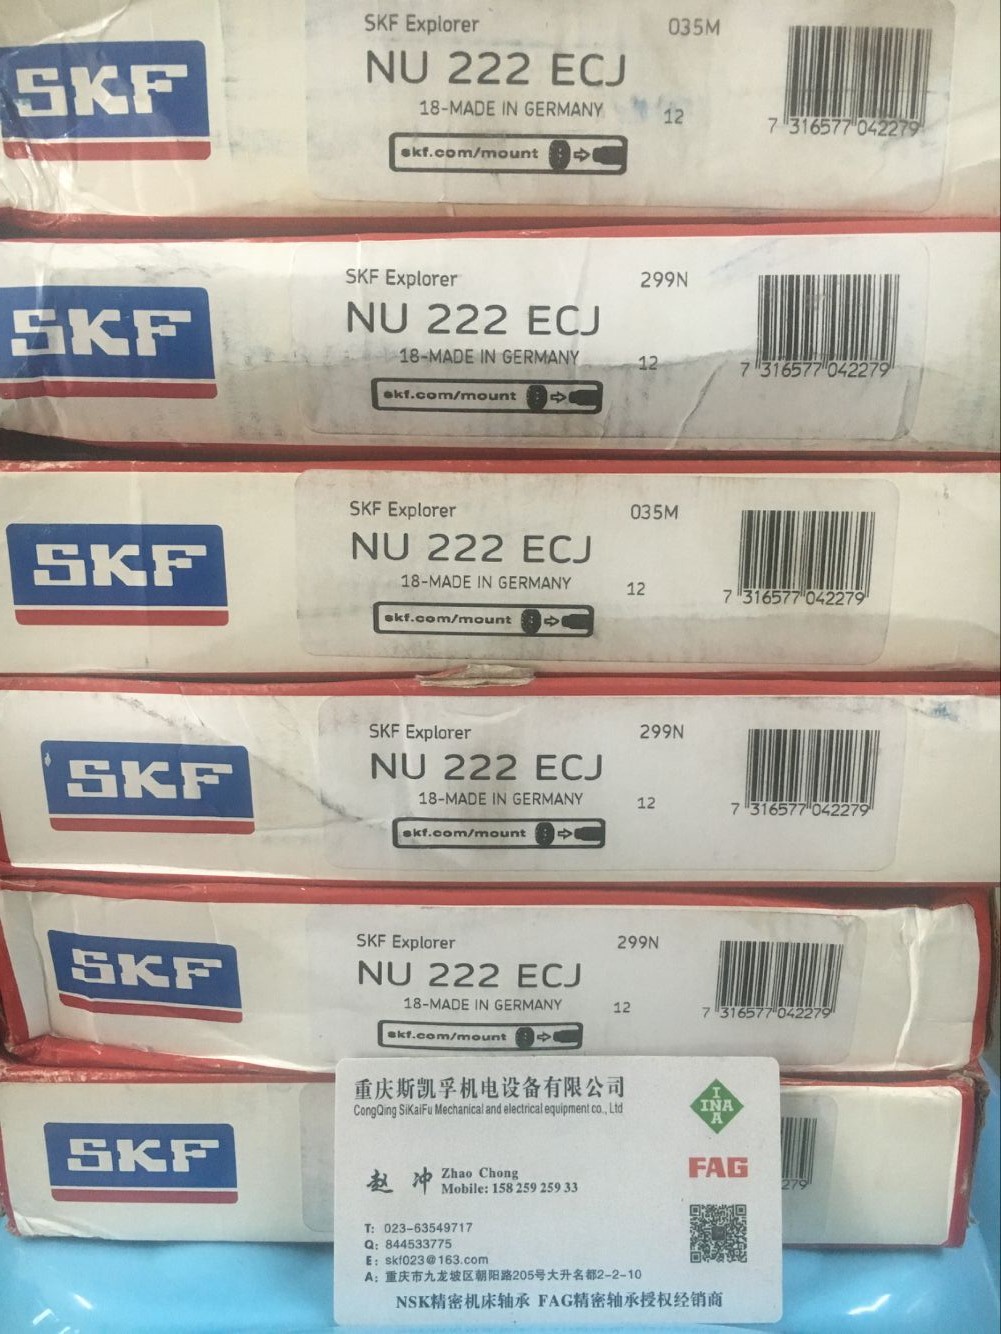 SKF
SKF Explorer
035M
NU 222 ECJ
18-MADE IN GERMANY
12
skf.com/mount
7 316577 042279
SKF
SKF Explorer
299N
NU 222 ECJ
18-MADE IN GERMANY
12
skf.com/mount
7 316577 042279
SKF
SKF Explorer
035M
NU 222 ECJ
18-MADE IN GERMANY
12
skf.com/mount
7 316577 042279
SKF
SKF Explorer
299N
NU 222 ECJ
18-MADE IN GERMANY
12
skf.com/mount
7 316577 042279
SKF
SKF Explorer
299N
NU 222 ECJ
18-MADE IN GERMANY
12
skf.com/mount
7 316577 042279
SKF
279
重庆斯凯孚机电设备有限公司
CongQing SiKaiFu Mechanical and electrical equipment co., Ltd
INA
INA
FAG
赵 冲 Zhao Chong
Mobile: 158 259 259 33
T: 023-63549717
Q: 844533775
E: skf023@163.com
A: 重庆市九龙坡区朝阳路205号大升名都2-2-10
NSK精密机床轴承 FAG精密轴承授权经销商